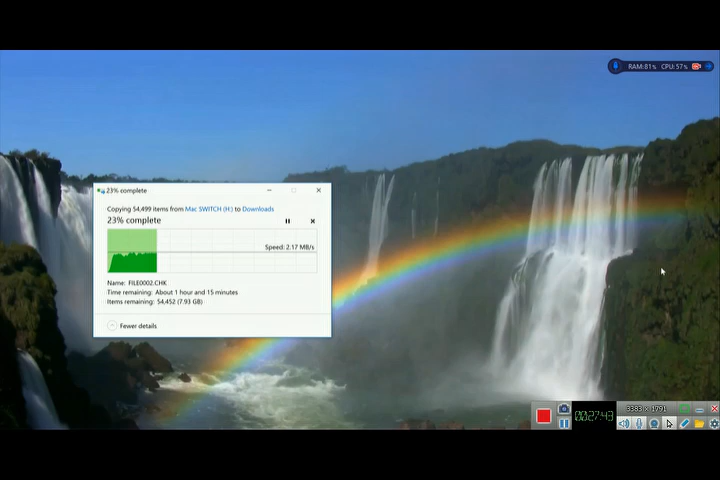 RAM:81% CPU:57%
23% complete
Copying 54,499 items from Mac SWITCH (H:) to Downloads
23% complete
Speed: 2.17 MB/s
Name: FILE0002.CHK
Time remaining: About 1 hour and 15 minutes
Items remaining: 54,452 (7.93 GB)
Fewer details
3383 x 1791
00:27:43